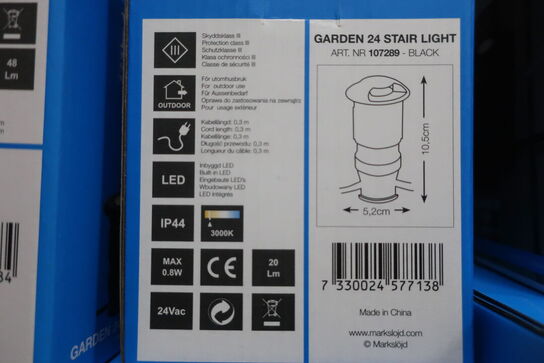 48
Lm
Skyddsklass III
Protection class III
Schutzklasse III
Klasa ochronności III
Classe de sécurité III
III
För utomhusbruk
For outdoor use
Für Aussenbedarf
Oprawa do zastosowania na zewnątrz
Pour usage extérieur
OUTDOOR
Kabellängd: 0,3 m
Cord length: 0,3 m
Kabellänge: 0,3 m
Długość przewodu: 0,3 m
Longueur du câble: 0,3 m
LED
Inbyggd LED
Built in LED
Eingebaute LED's
Wbudowany LED
LED intégrés
IP44
3000K
MAX
0.8W
CE
20
Lm
24Vac
GARDEN 24 STAIR LIGHT
ART. NR 107289 - BLACK
10,5cm
5,2cm
7 330024 577138
Made in China
www.markslojd.com
© Markslöjd
84
GARDEN